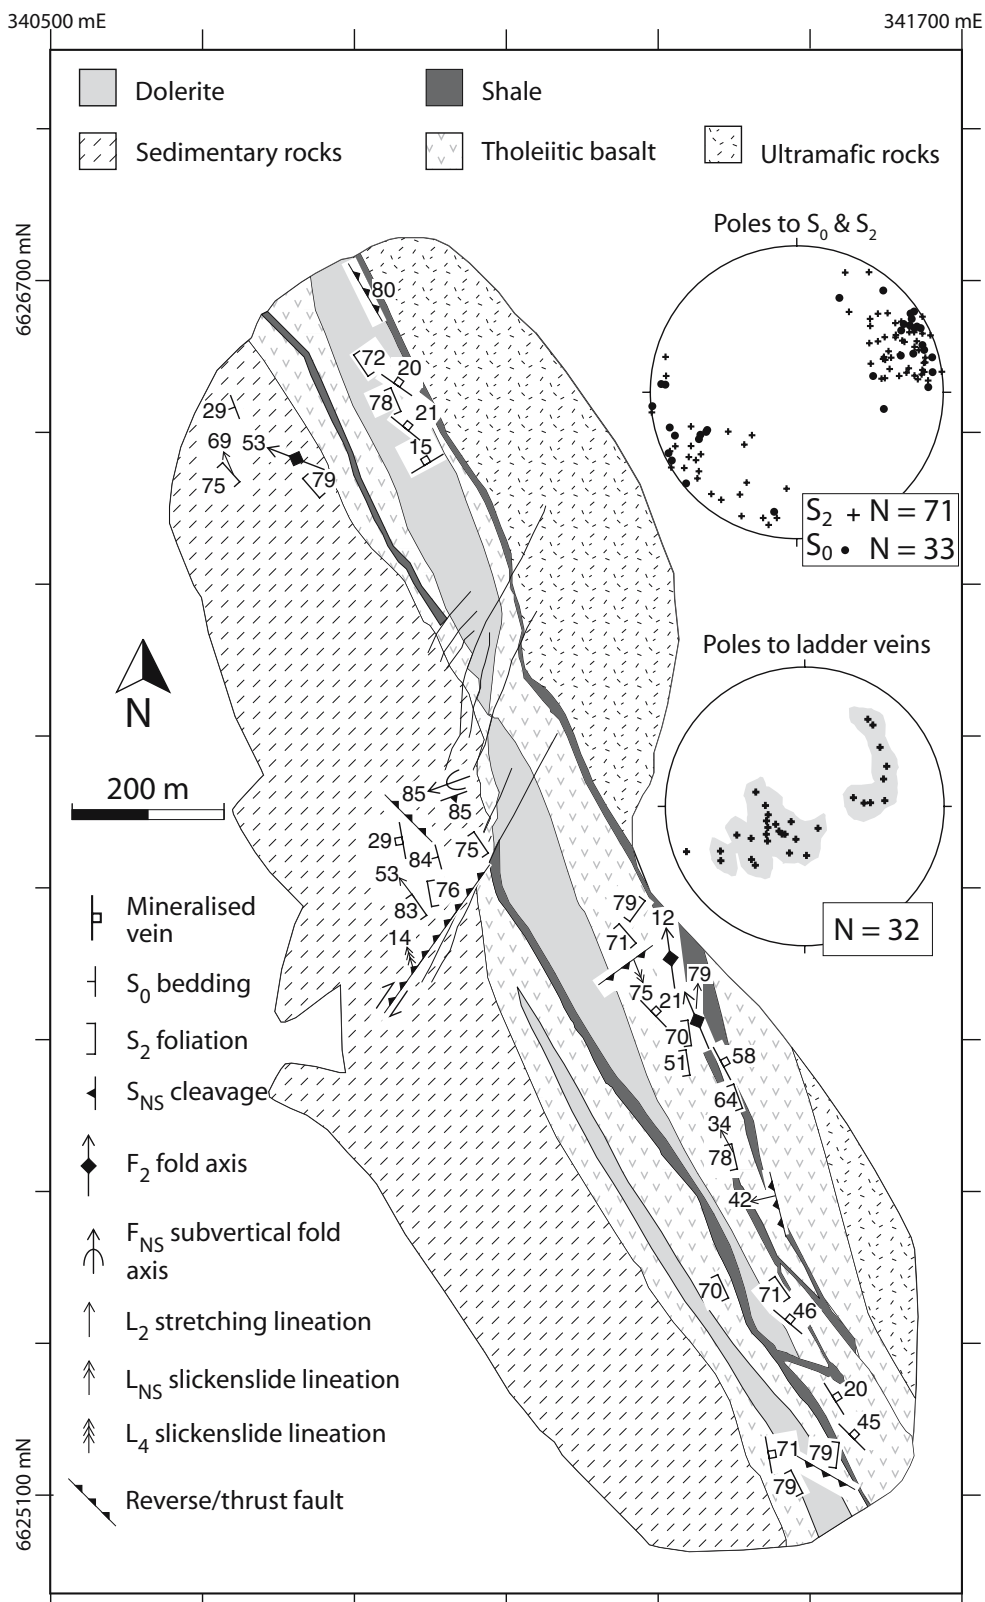 340500 mE
341700 mE
Dolerite
Shale
Sedimentary rocks
Tholeiitic basalt
Ultramafic rocks
6626700 mN
Poles to S0 & S2
80
72
20
78
21
29
15
69
53
75
79
S2 + N = 71
S0 • N = 33
Poles to ladder veins
N
200 m
85
85
29
84
75
53
76
83
14
79
12
71
N = 32
79
75
21
70
51
58
64
34
78
42
70
71
46
20
45
71
79
79
Mineralised
vein
S0 bedding
S2 foliation
SNS cleavage
F2 fold axis
FNS subvertical fold
axis
L2 stretching lineation
LNS slickenslide lineation
L4 slickenslide lineation
Reverse/thrust fault
6625100 mN